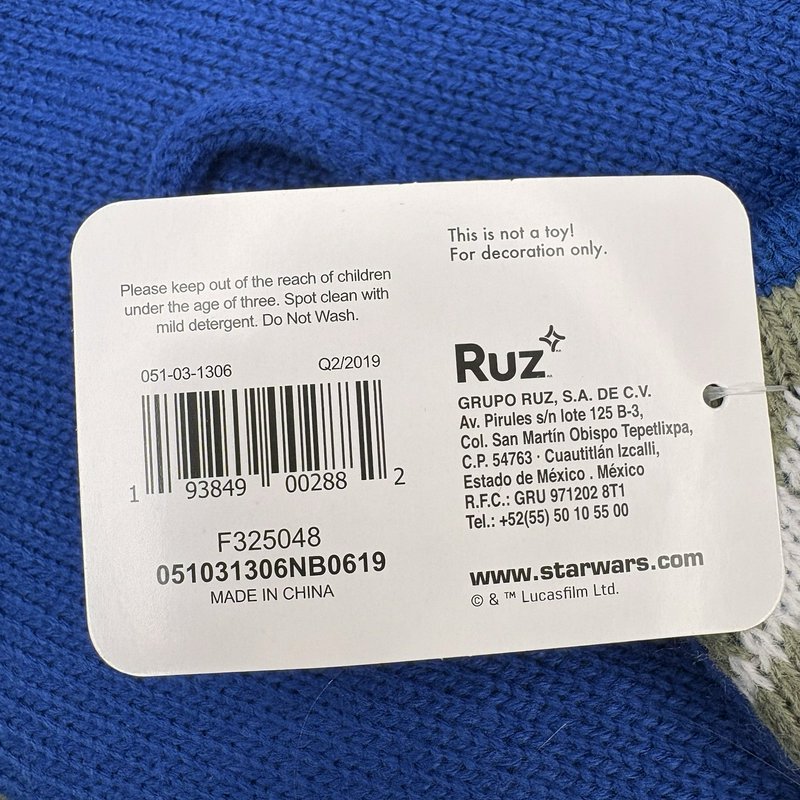 Please keep out of the reach of children
under the age of three. Spot clean with
mild detergent. Do Not Wash.
051-03-1306 Q2/2019
1 93849 00288 2
F325048
051031306NB0619
MADE IN CHINA
This is not a toy!
For decoration only.
Ruz
GRUPO RUZ, S.A. DE C.V.
Av. Pirules s/n lote 125 B-3,
Col. San Martín Obispo Tepetlixpa,
C.P. 54763 · Cuautitlán Izcalli,
Estado de México . México
R.F.C.: GRU 971202 8T1
Tel.: +52(55) 50 10 55 00
www.starwars.com
© & ™ Lucasfilm Ltd.